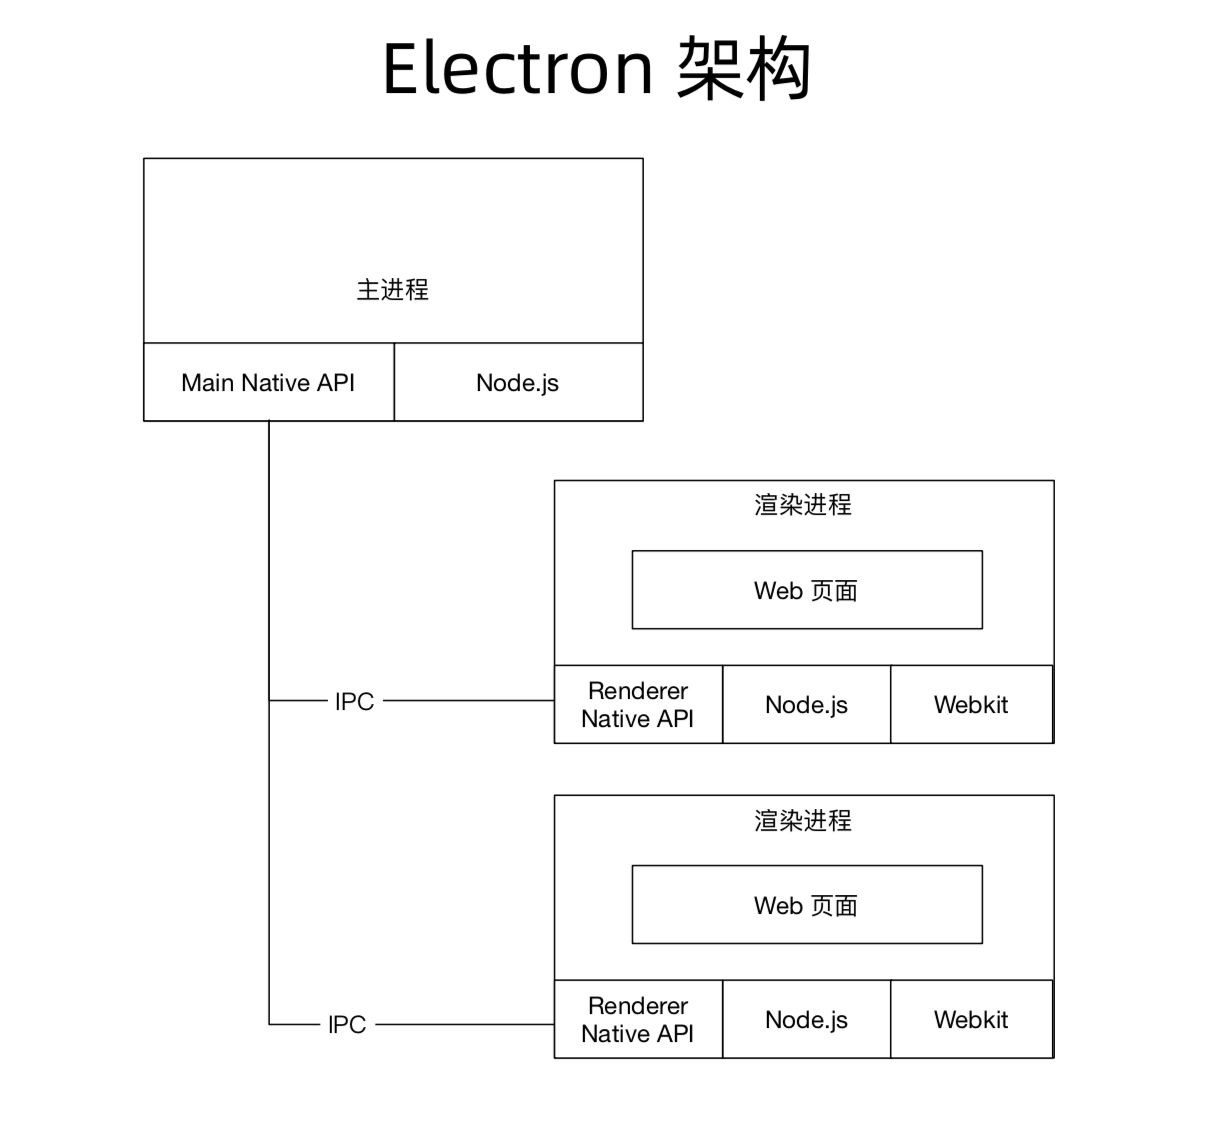 Electron 架构
主进程
Main Native API
Node.js
渲染进程
Web 页面
IPC
Renderer
Native API
Node.js
Webkit
渲染进程
Web 页面
IPC
Renderer
Native API
Node.js
Webkit